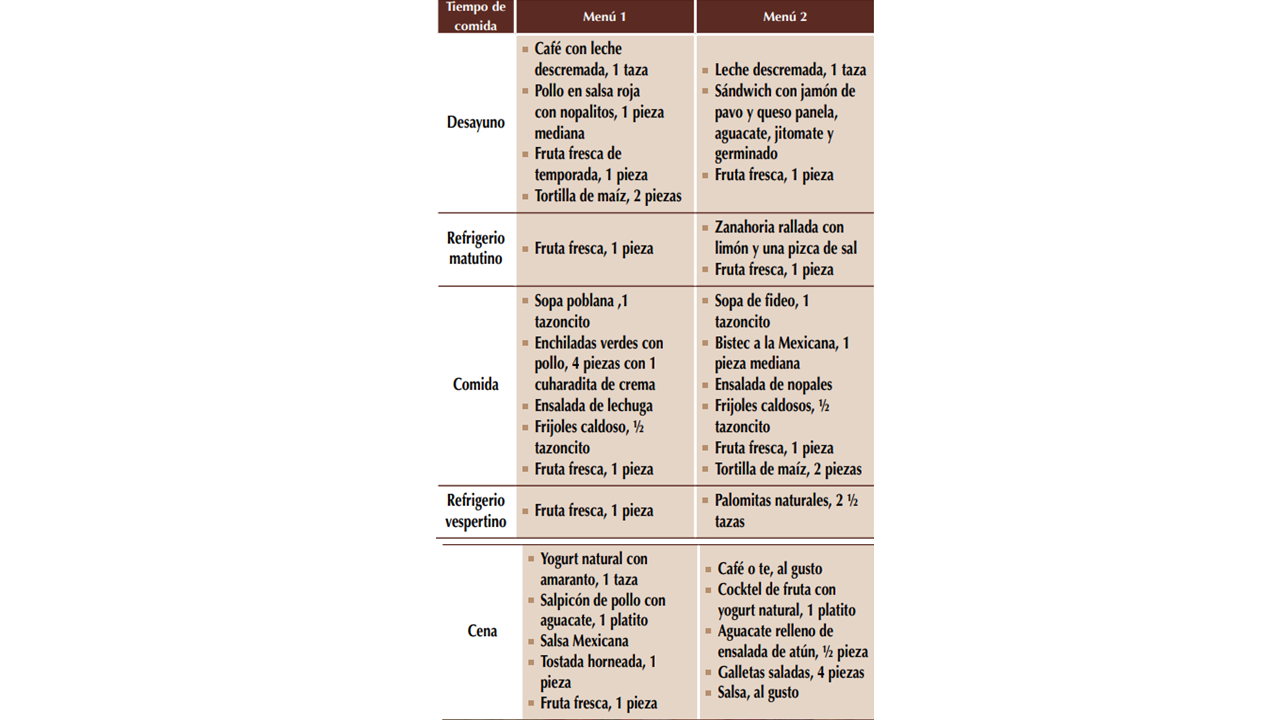 Tiempo de
comida
Menú 1
Menú 2
Desayuno
Café con leche
descremada, 1 taza
Pollo en salsa roja
con nopalitos, 1 pieza
mediana
Fruta fresca de
temporada, 1 pieza
Tortilla de maíz, 2 piezas
Leche descremada, 1 taza
Sándwich con jamón de
pavo y queso panela,
aguacate, jitomate y
germinado
Fruta fresca, 1 pieza
Refrigerio
matutino
Fruta fresca, 1 pieza
Zanahoria rallada con
limón y una pizca de sal
Fruta fresca, 1 pieza
Comida
Sopa poblana ,1
tazoncito
Enchiladas verdes con
pollo, 4 piezas con 1
cuharadita de crema
Ensalada de lechuga
Frijoles caldoso, ½
tazoncito
Fruta fresca, 1 pieza
Sopa de fideo, 1
tazoncito
Bistec a la Mexicana, 1
pieza mediana
Ensalada de nopales
Frijoles caldosos, ½
tazoncito
Fruta fresca, 1 pieza
Tortilla de maíz, 2 piezas
Refrigerio
vespertino
Fruta fresca, 1 pieza
Palomitas naturales, 2 ½
tazas
Cena
Yogurt natural con
amaranto, 1 taza
Salpicón de pollo con
aguacate, 1 platito
Salsa Mexicana
Tostada horneada, 1
pieza
Fruta fresca, 1 pieza
Café o te, al gusto
Cocktel de fruta con
yogurt natural, 1 platito
Aguacate relleno de
ensalada de atún, ½ pieza
Galletas saladas, 4 piezas
Salsa, al gusto